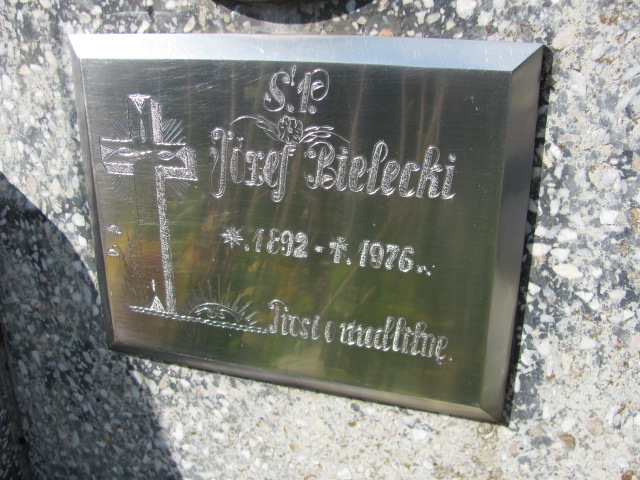 Ś.P.
Józef Bielecki
*.1892-✝.1976.
Prosi o modlitwę.